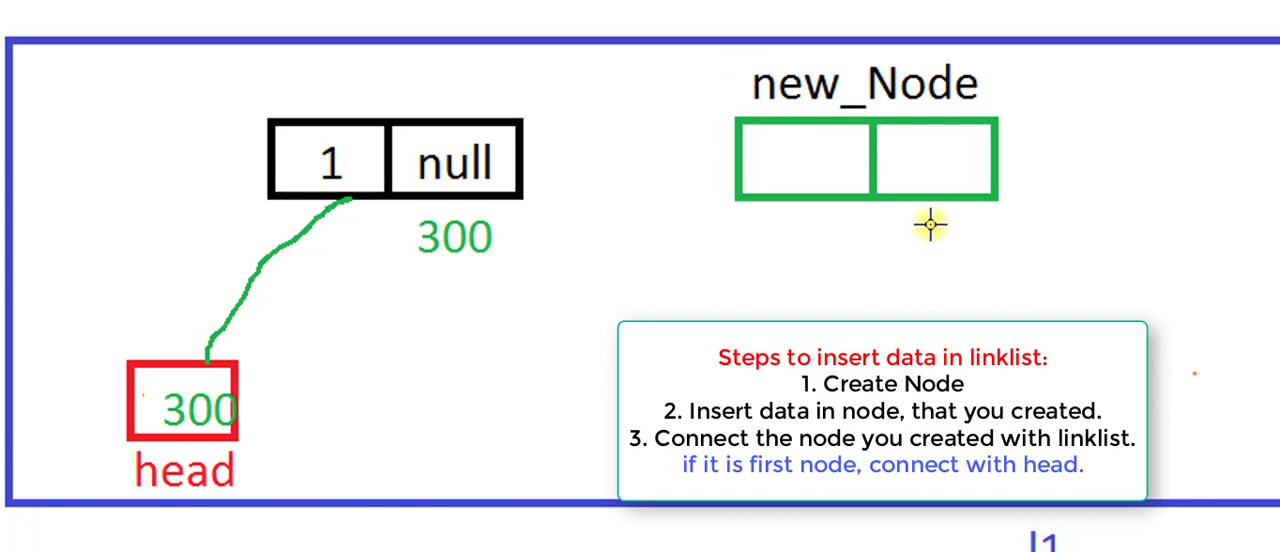 new_Node
1 null
300
300
head
Steps to insert data in linklist:
1. Create Node
2. Insert data in node, that you created.
3. Connect the node you created with linklist.
if it is first node, connect with head.